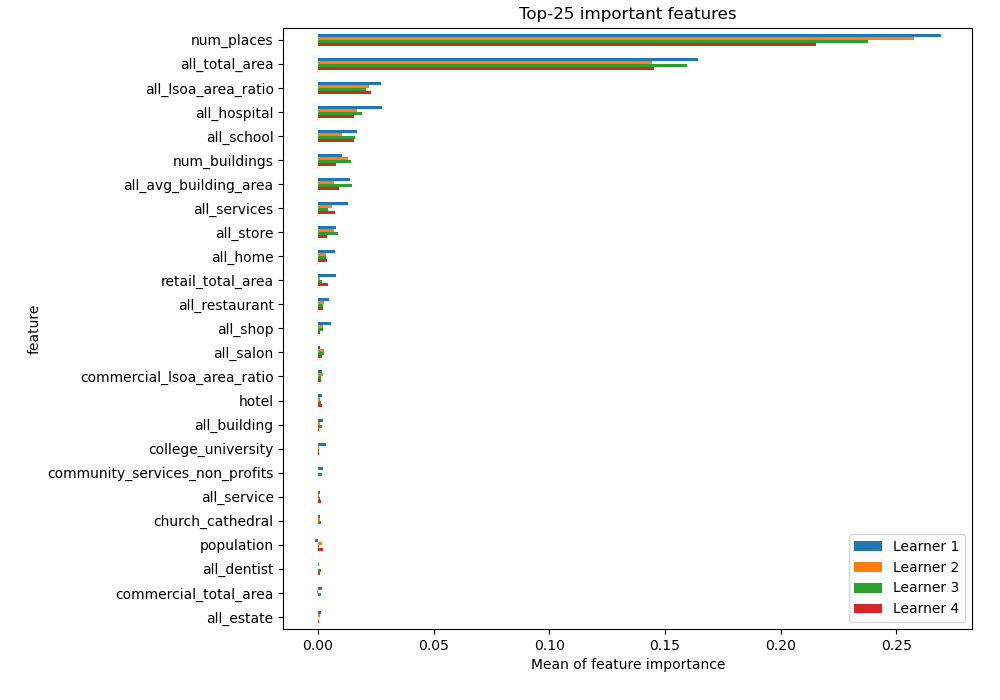 Top-25 important features
num_places
all_total_area
all_lsoa_area_ratio
all_hospital
all_school
num_buildings
all_avg_building_area
all_services
all_store
all_home
retail_total_area
all_restaurant
all_shop
all_salon
commercial_lsoa_area_ratio
hotel
all_building
college_university
community_services_non_profits
all_service
church_cathedral
population
all_dentist
commercial_total_area
all_estate
feature
Learner 1
Learner 2
Learner 3
Learner 4
0.00 0.05 0.10 0.15 0.20 0.25
Mean of feature importance